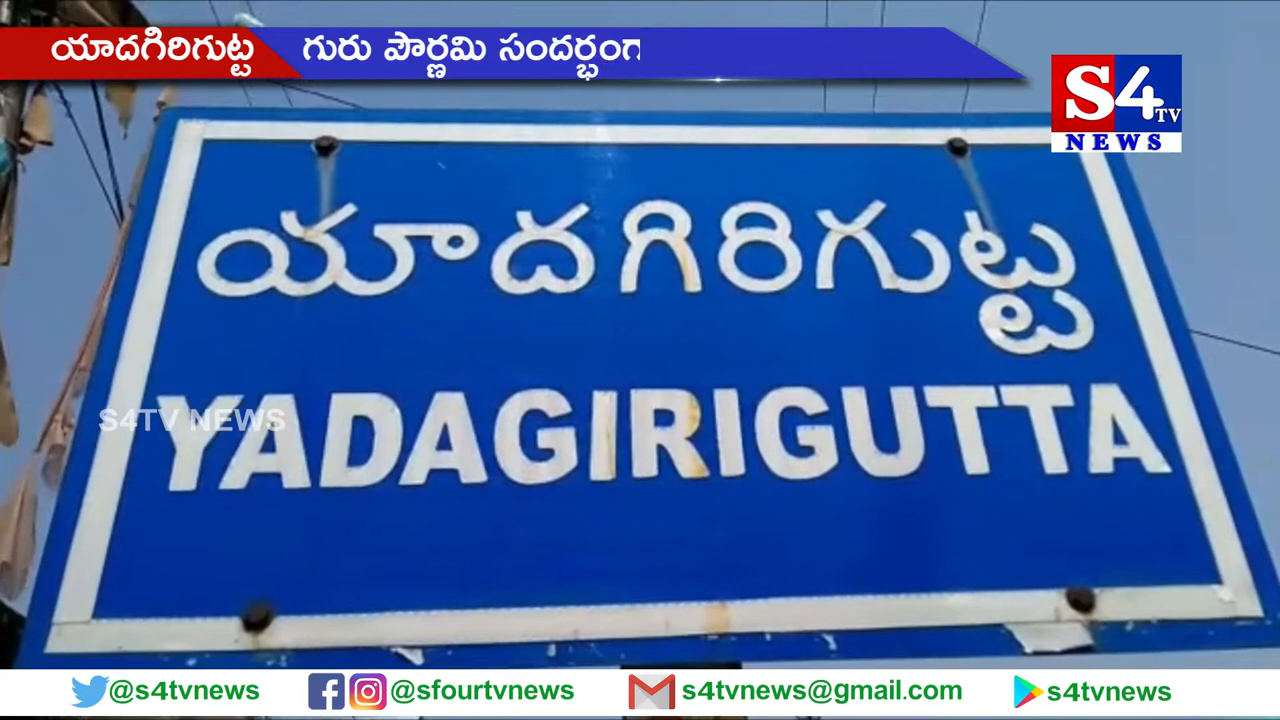 యాదగిరిగుట్ట గురు పౌర్ణమి సందర్భంగ
S4 TV
NEWS
యాదగిరిగుట్ట
S4TV NEWS
YADAGIRIGUTTA
@s4tvnews @sfourtvnews s4tvnews@gmail.com s4tvnews